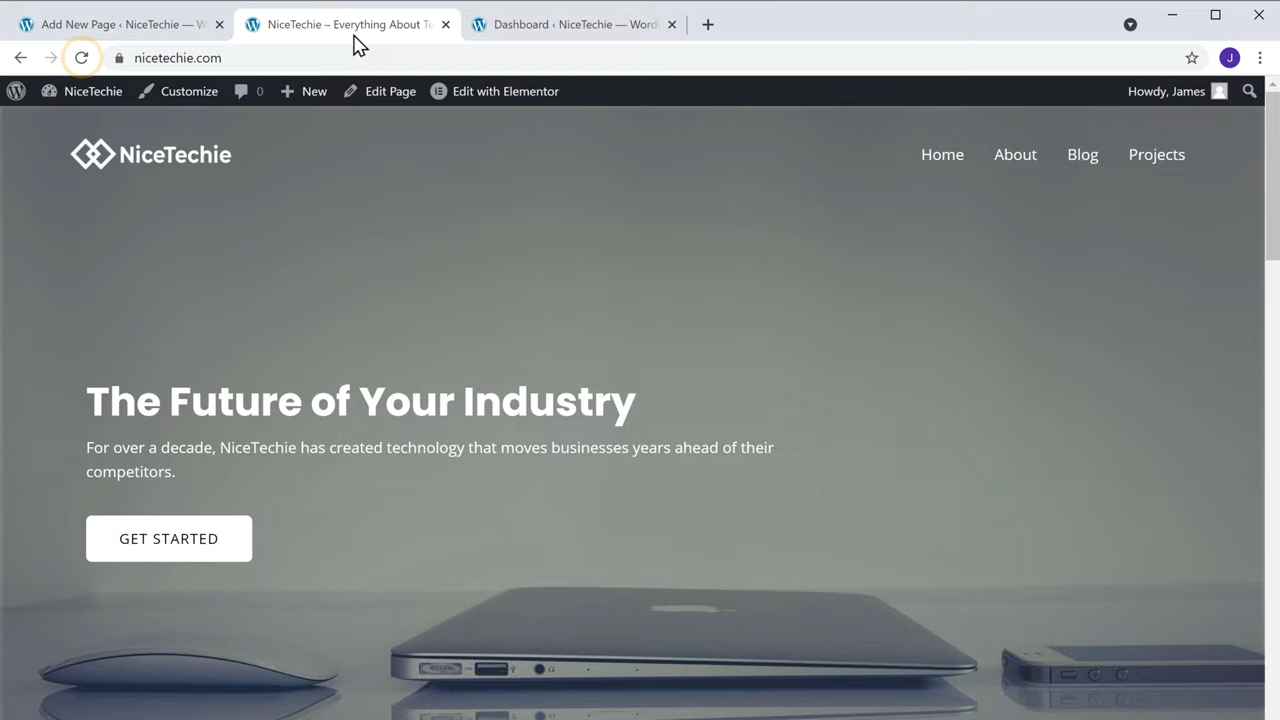 Add New Page ‹ NiceTechie — W
NiceTechie – Everything About Te
Dashboard ‹ NiceTechie — WordP
nicetechie.com
J
NiceTechie
Customize
0
New
Edit Page
Edit with Elementor
Howdy, James
NiceTechie
Home
About
Blog
Projects
The Future of Your Industry
For over a decade, NiceTechie has created technology that moves businesses years ahead of their
competitors.
GET STARTED